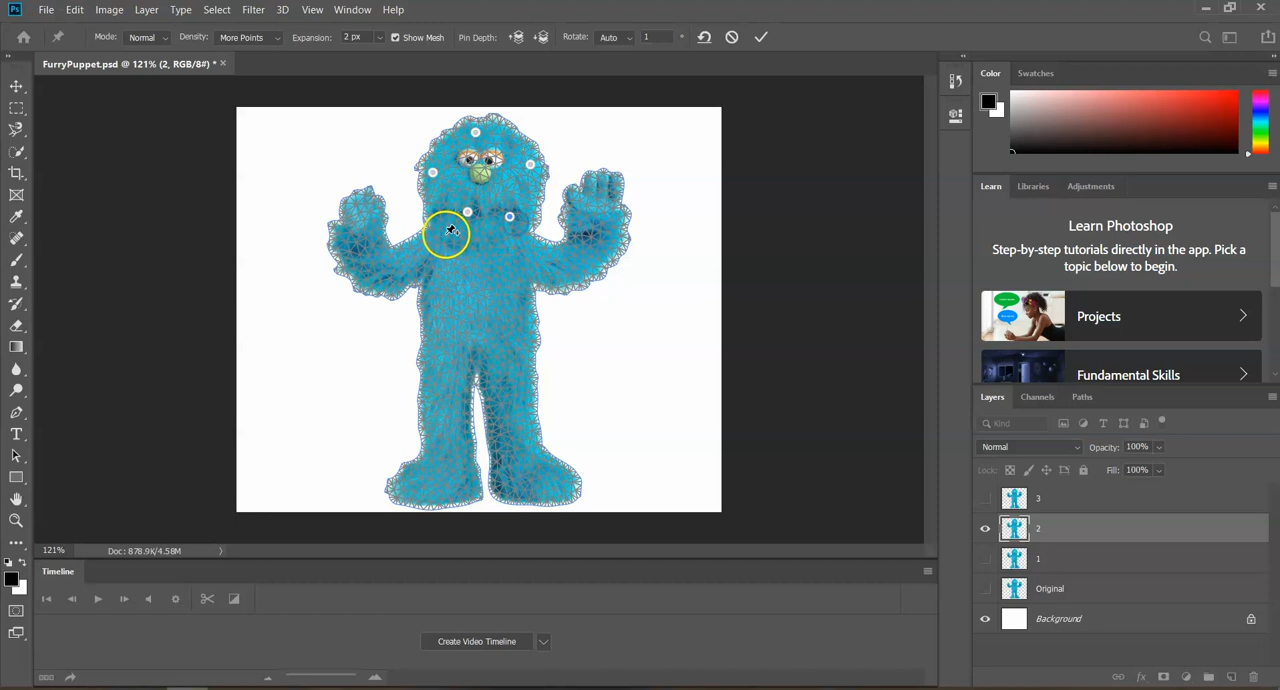 Ps File Edit Image Layer Type Select Filter 3D View Window Help
Mode: Normal Density: More Points Expansion: 2 px Show Mesh Pin Depth: Rotate: Auto 1 °
FurryPuppet.psd @ 121% (2, RGB/8#) * ×
Color Swatches
Learn Libraries Adjustments
Learn Photoshop
Step-by-step tutorials directly in the app. Pick a
topic below to begin.
Projects
Fundamental Skills
Layers Channels Paths
Kind
Normal Opacity: 100%
Lock: Fill: 100%
3
2
1
Original
Background
121% Doc: 878.9K/4.58M
Timeline
Create Video Timeline